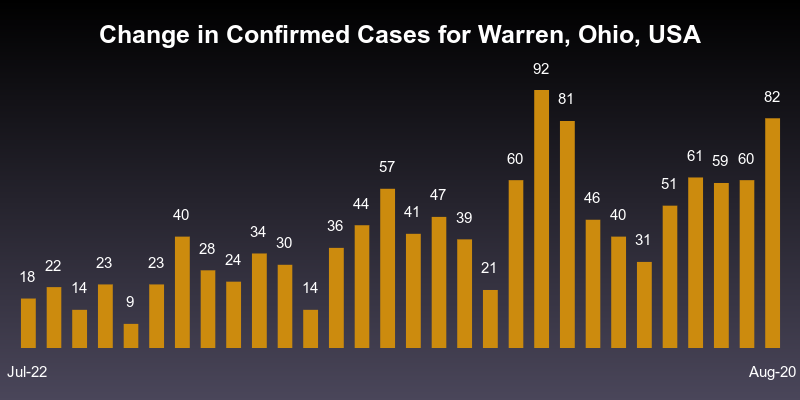 Change in Confirmed Cases for Warren, Ohio, USA
18 22 14 23 9 23 40 28 24 34 30 14 36 44 57 41 47 39 21 60 92 81 46 40 31 51 61 59 60 82
Jul-22 Aug-20